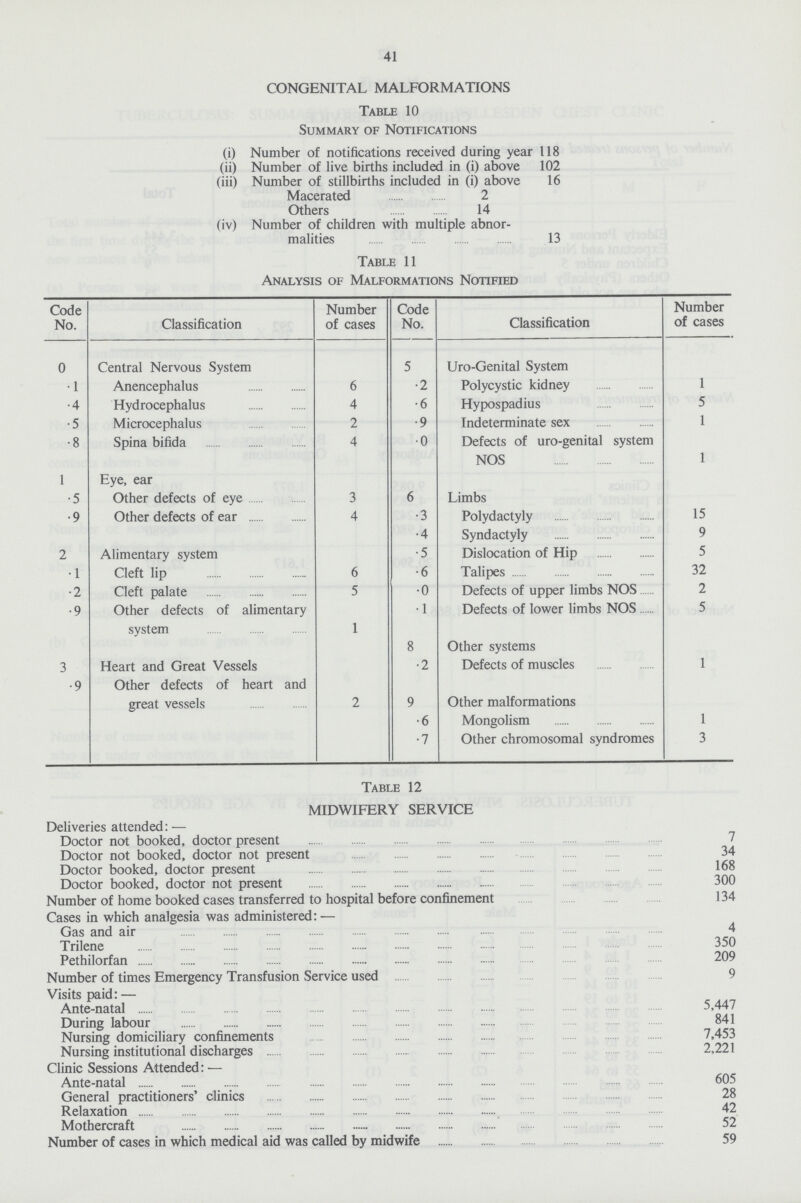 41
CONGENITAL MALFORMATIONS
TABLE 10
SUMMARY OF NOTIFICATIONS
(i) Number of notifications received during year 118
(ii) Number of live births included in (i) above 102
(iii) Number of stillbirths included in (i) above 16
Macerated ...... ...... 2
Others ...... ...... 14
(iv) Number of children with multiple abnor-
malities ...... ...... ...... ...... 13
TABLE 11
ANALYSIS OF MALFORMATIONS NOTIFIED
Code No. Classification Number of cases
0 Central Nervous System
·1 Anencephalus ...... ...... 6
·4 Hydrocephalus ...... ...... 4
·5 Microcephalus ...... ...... 2
·8 Spina bifida ...... ...... ...... 4
1 Eye, ear
·5 Other defects of eye ...... ...... 3
·9 Other defects of ear ...... ...... 4
2 Alimentary system
·1 Cleft lip ...... ...... ...... 6
·2 Cleft palate ...... ...... ...... 5
·9 Other defects of alimentary
system ...... ...... ...... 1
3 Heart and Great Vessels
·9 Other defects of heart and
great vessels ...... ...... 2
Code No. Classification Number of cases
5 Uro-Genital System
·2 Polycystic kidney ...... ...... 1
·6 Hypospadius ...... ...... 5
·9 Indeterminate sex ...... ...... 1
·0 Defects of uro-genital system
NOS ...... ...... ...... 1
6 Limbs
·3 Polydactyly ...... ...... ...... 15
·4 Syndactyly ...... ...... ...... 9
·5 Dislocation of Hip ...... ...... 5
·6 Talipes ...... ...... ...... ...... 32
·0 Defects of upper limbs NOS ...... 2
·1 Defects of lower limbs NOS ...... 5
8 Other systems
·2 Defects of muscles ...... ...... 1
9 Other malformations
·6 Mongolism ...... ...... ...... 1
·7 Other chromosomal syndromes 3
TABLE 12
MIDWIFERY SERVICE
Deliveries attended: —
Doctor not booked, doctor present ...... 7
Doctor not booked, doctor not present ...... 34
Doctor booked, doctor present ...... 168
Doctor booked, doctor not present ...... 300
Number of home booked cases transferred to hospital before confinement ...... 134
Cases in which analgesia was administered: —
Gas and air ...... 4
Trilene ...... 350
Pethilorfan ...... 209
Number of times Emergency Transfusion Service used ...... 9
Visits paid: —
Ante-natal ...... 5,447
During labour ...... 841
Nursing domiciliary confinements ...... 7,453
Nursing institutional discharges ...... 2,221
Clinic Sessions Attended: —
Ante-natal ...... 605
General practitioners' clinics ...... 28
Relaxation ...... 42
Mothercraft ...... 52
Number of cases in which medical aid was called by midwife ...... 59